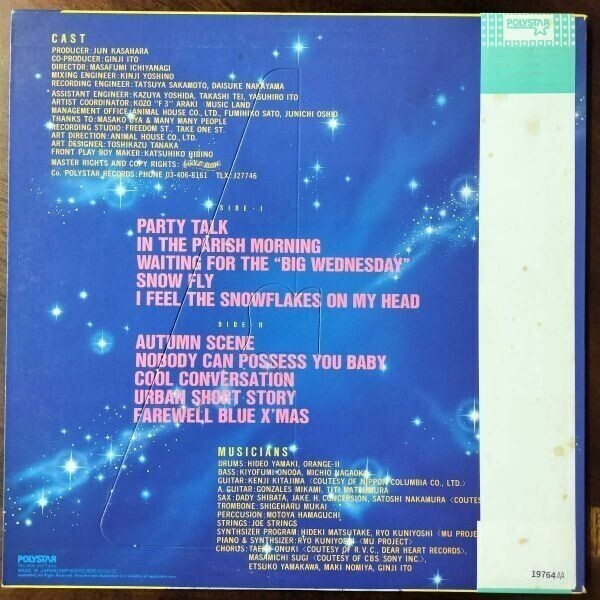 POLYSTAR
CAST
PRODUCER: JUN KASAHARA
CO-PRODUCER: GINJI ITO
DIRECTOR: MASAFUMI ICHIYANAGI
MIXING ENGINEER: KINJI YOSHINO
RECORDING ENGINEER: TATSUYA SAKAMOTO, DAISUKE NAKAYAMA
ASSISTANT ENGINEER: KAZUYA YOSHIDA, TAKASHI TEI, YASUHIRO ITO
ARTIST COORDINATOR: KOZO "F 3" ARAKI MUSIC LAND
MANAGEMENT OFFICE: ANIMAL HOUSE CO., LTD., FUMIHIKO SATO, JUNICHI OSHIO
THANKS TO: MASAKO OYA & MANY MANY PEOPLE
RECORDING STUDIO: FREEDOM ST., TAKE ONE ST.
ART DIRECTION: ANIMAL HOUSE CO., LTD.
ART DESIGNER: TOSHIKAZU TANAKA
FRONT PLAY BOY MAKER: KATSUHIKO HIBINO
MASTER RIGHTS AND COPY RIGHTS:
Co. POLYSTAR RECORDS: PHONE 03-406-8161 TLX: J27746
SIDE・I
PARTY TALK
IN THE PARISH MORNING
WAITING FOR THE "BIG WEDNESDAY"
SNOW FLY
I FEEL THE SNOWFLAKES ON MY HEAD
SIDE・II
AUTUMN SCENE
NOBODY CAN POSSESS YOU BABY
COOL CONVERSATION
URBAN SHORT STORY
FAREWELL BLUE X'MAS
MUSICIANS
DRUMS: HIDEO YAMAKI, ORANGE-II
BASS: KIYOFUMI ONODA, MICHIO NAGAOKA
GUITAR: KENJI KITAJIMA <COUTESY OF NIPPON COLUMBIA CO., LTD.>
A. GUITAR: GONZALES MIKAMI, TITI MATSUMURA
SAX: DADY SHIBATA, JAKE. H. CONCEPSION, SATOSHI NAKAMURA <COUTES
TROMBONE: SHIGEHARU MUKAI
PERCCUSION: MOTOYA HAMAGUCHI
STRINGS: JOE STRINGS
SYNTHSIZER PROGRAM: HIDEKI MATSUTAKE, RYO KUNIYOSHI <MU PROJEC
PIANO & SYNTHSIZER: RYO KUNIYOSHI <MU PROJECT>
CHORUS: TAEKO ONUKI <COUTESY OF R.V.C., DEAR HEART RECORDS>,
MASAMICHI SUGI <COUTESY OF CBS SONY INC.>,
ETSUKO YAMAKAWA, MAKI NOMIYA, GINJI ITO
POLYSTAR
MADE IN JAPAN
19764AA